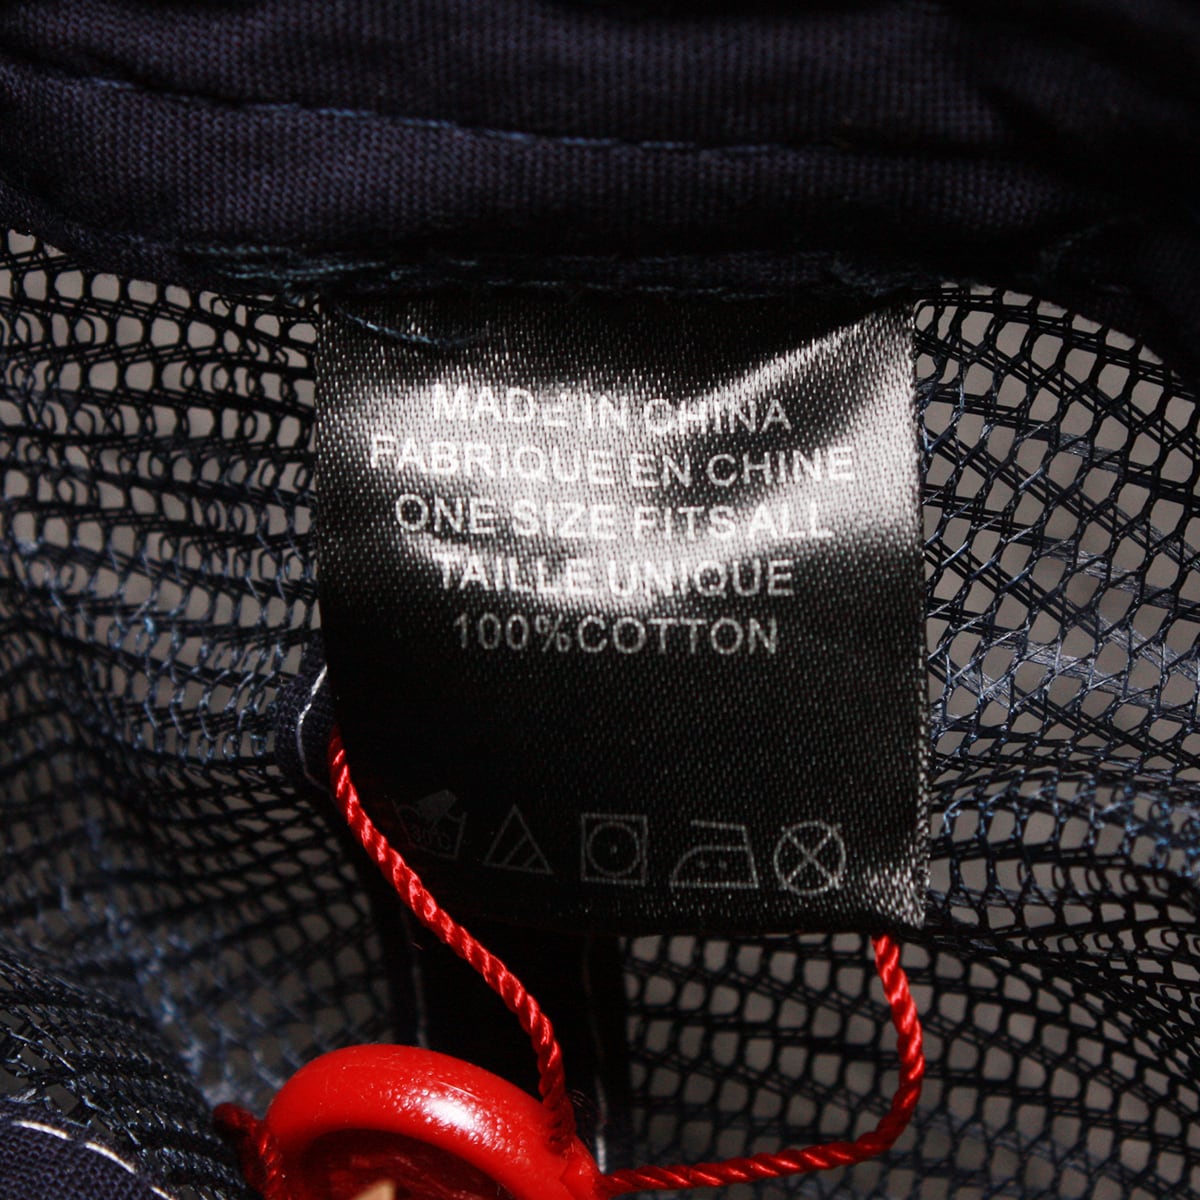 MADE IN CHINA
FABRIQUE EN CHINE
ONE SIZE FITS ALL
TAILLE UNIQUE
100%COTTON